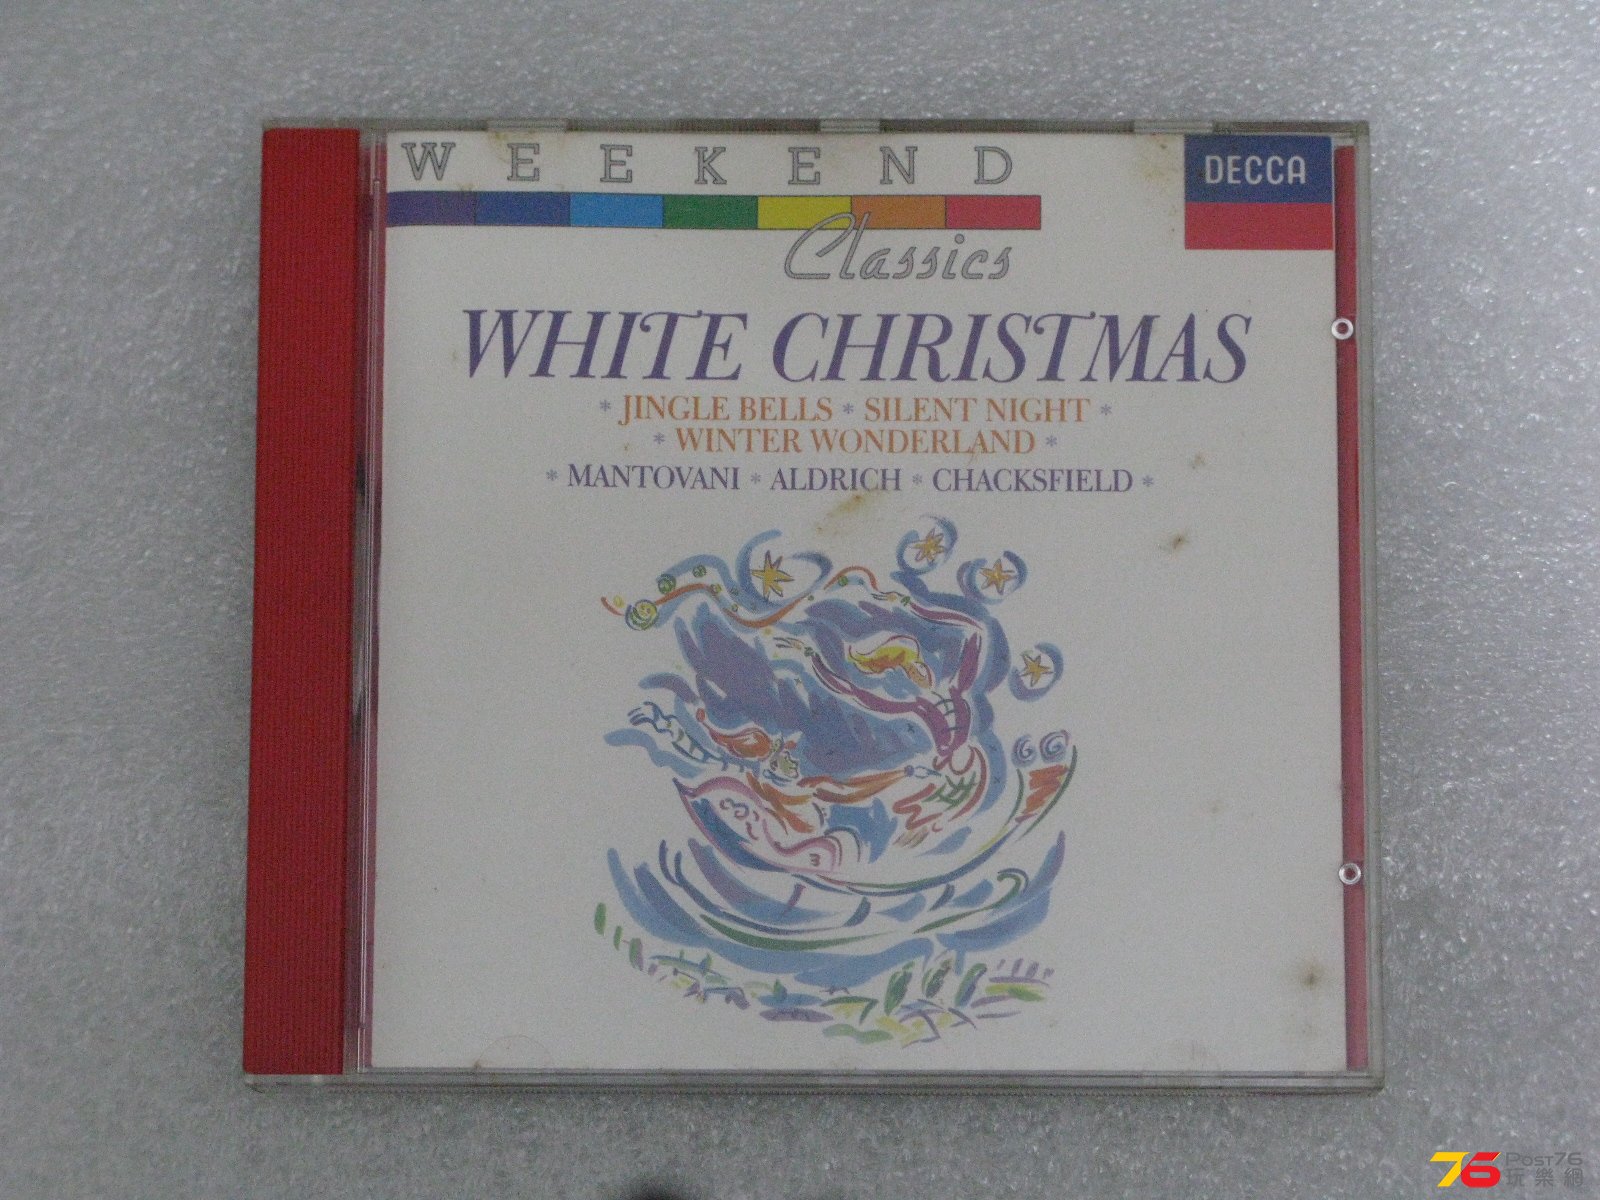 WEEKEND
DECCA
Classics
WHITE CHRISTMAS
* JINGLE BELLS * SILENT NIGHT *
* WINTER WONDERLAND *
* MANTOVANI * ALDRICH * CHACKSFIELD *
76 POST76
玩樂網